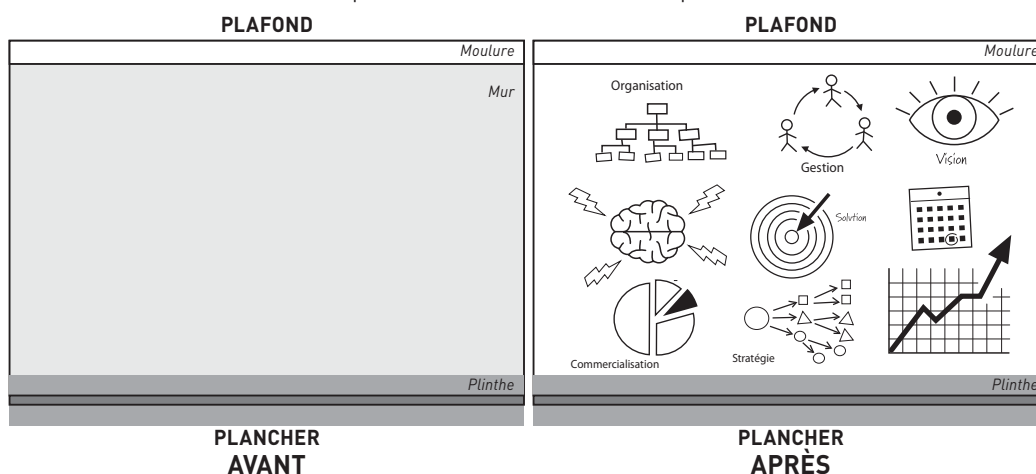 PLAFOND
Moulure
Mur
Plinthe
PLANCHER
AVANT
PLAFOND
Moulure
Organisation
Gestion
Vision
Solution
Commercialisation
Stratégie
Plinthe
PLANCHER
APRÈS